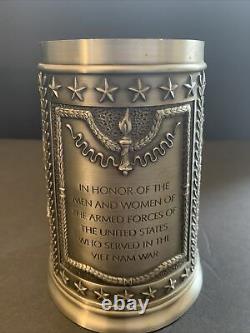 IN HONOR OF THE
MEN AND WOMEN OF
THE ARMED FORCES OF
THE UNITED STATES
WHO SERVED IN THE
VIET NAM WAR